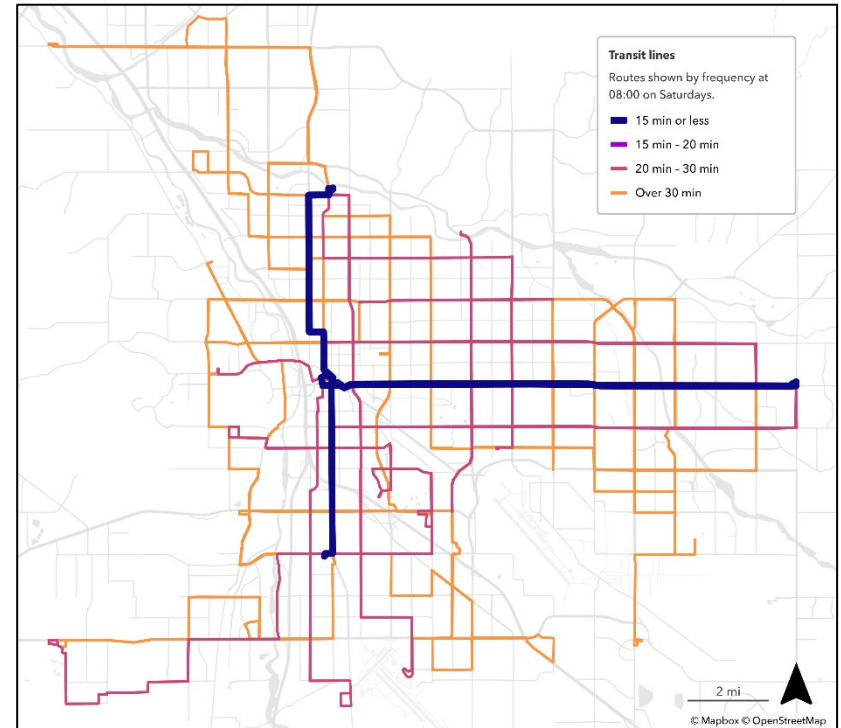 Transit lines
Routes shown by frequency at
08:00 on Saturdays.
15 min or less
15 min – 20 min
20 min – 30 min
Over 30 min
2 mi
© Mapbox © OpenStreetMap